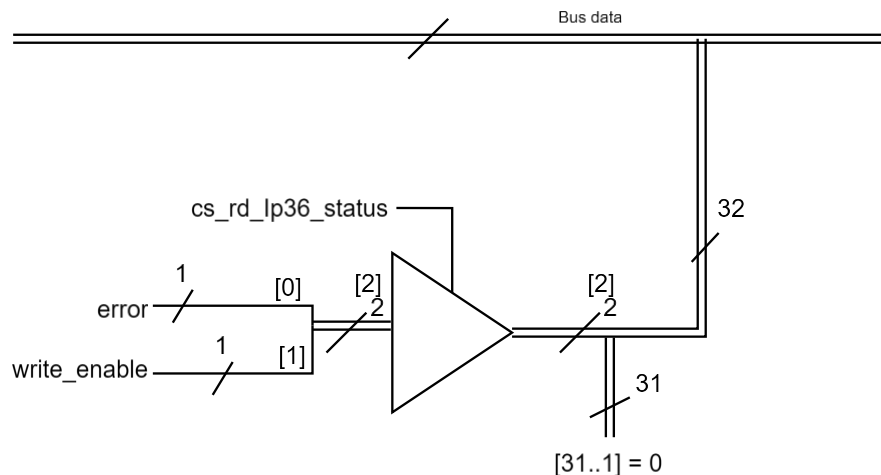 Bus data
cs_rd_lp36_status
32
1
[0]
[2]
2
[2]
2
error
1
[1]
write_enable
31
[31..1] = 0